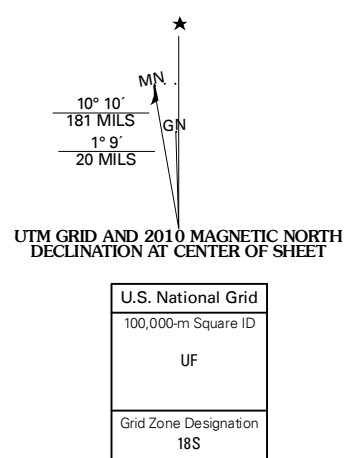 ★
MN
10° 10´
181 MILS
GN
1° 9´
20 MILS
UTM GRID AND 2010 MAGNETIC NORTH
DECLINATION AT CENTER OF SHEET
U.S. National Grid
100,000-m Square ID
UF
Grid Zone Designation
18S